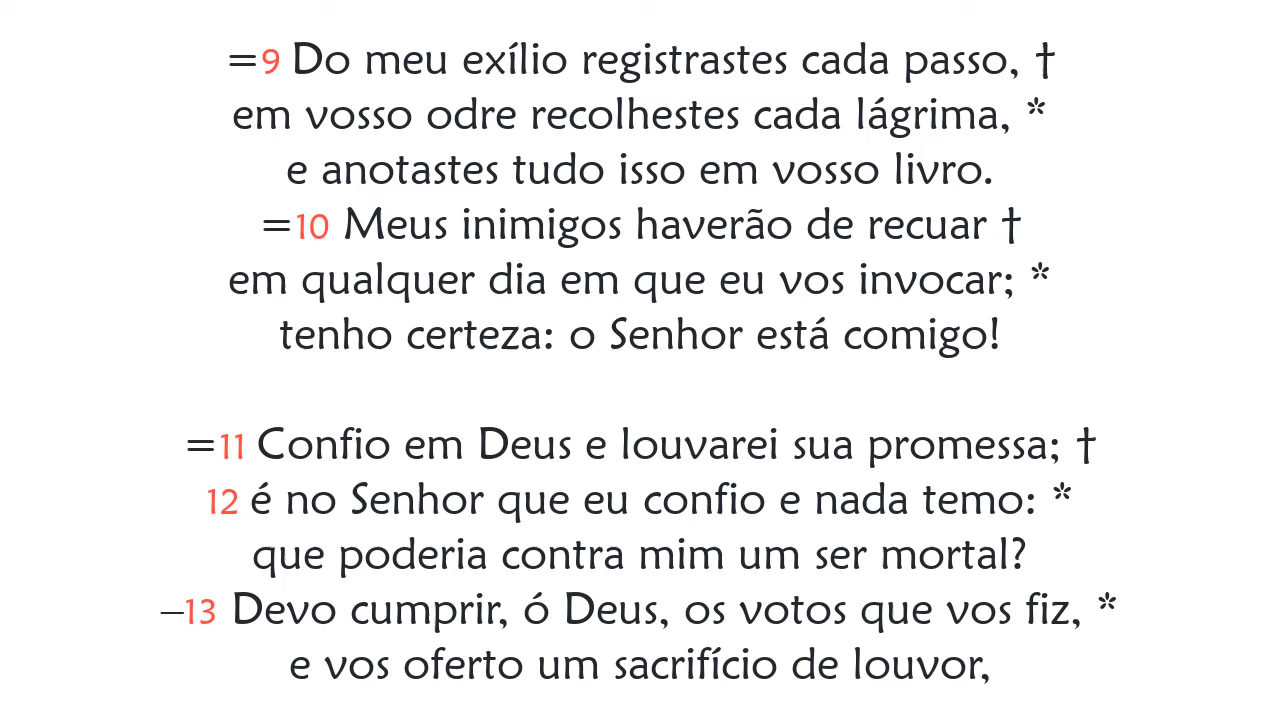 =9 Do meu exílio registrastes cada passo, †
em vosso odre recolhestes cada lágrima, *
e anotastes tudo isso em vosso livro.
=10 Meus inimigos haverão de recuar †
em qualquer dia em que eu vos invocar; *
tenho certeza: o Senhor está comigo!
=11 Confio em Deus e louvarei sua promessa; †
12 é no Senhor que eu confio e nada temo: *
que poderia contra mim um ser mortal?
–13 Devo cumprir, ó Deus, os votos que vos fiz, *
e vos oferto um sacrifício de louvor,